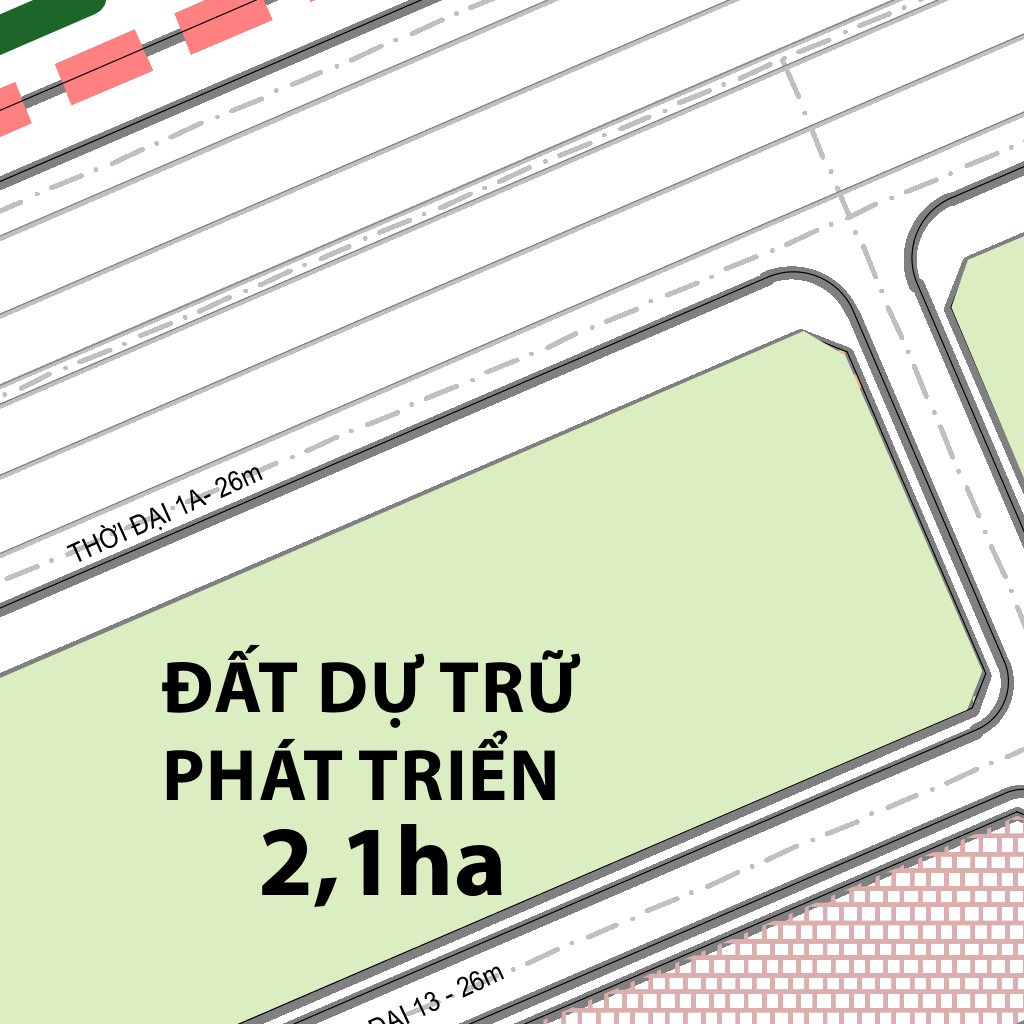 THỜI ĐẠI 1A- 26m
ĐẤT DỰ TRỮ
PHÁT TRIỂN
2,1ha
ĐẠI 13 - 26m